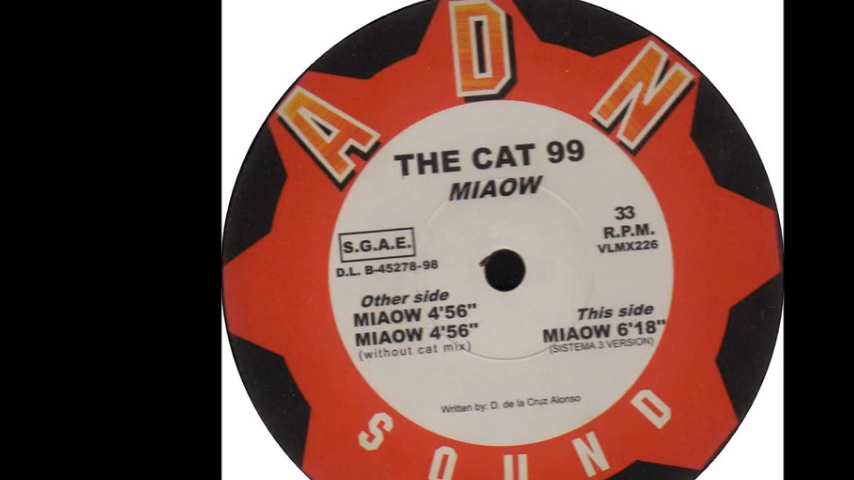 ADN
THE CAT 99
MIAOW
S.G.A.E.
D.L. B-45278-98
33
R.P.M.
VLMX226
Other side
MIAOW 4'56"
MIAOW 4'56"
(without cat mix)
This side
MIAOW 6'18"
(SISTEMA 3 VERSION)
Written by: D. de la Cruz Alonso
SOUND